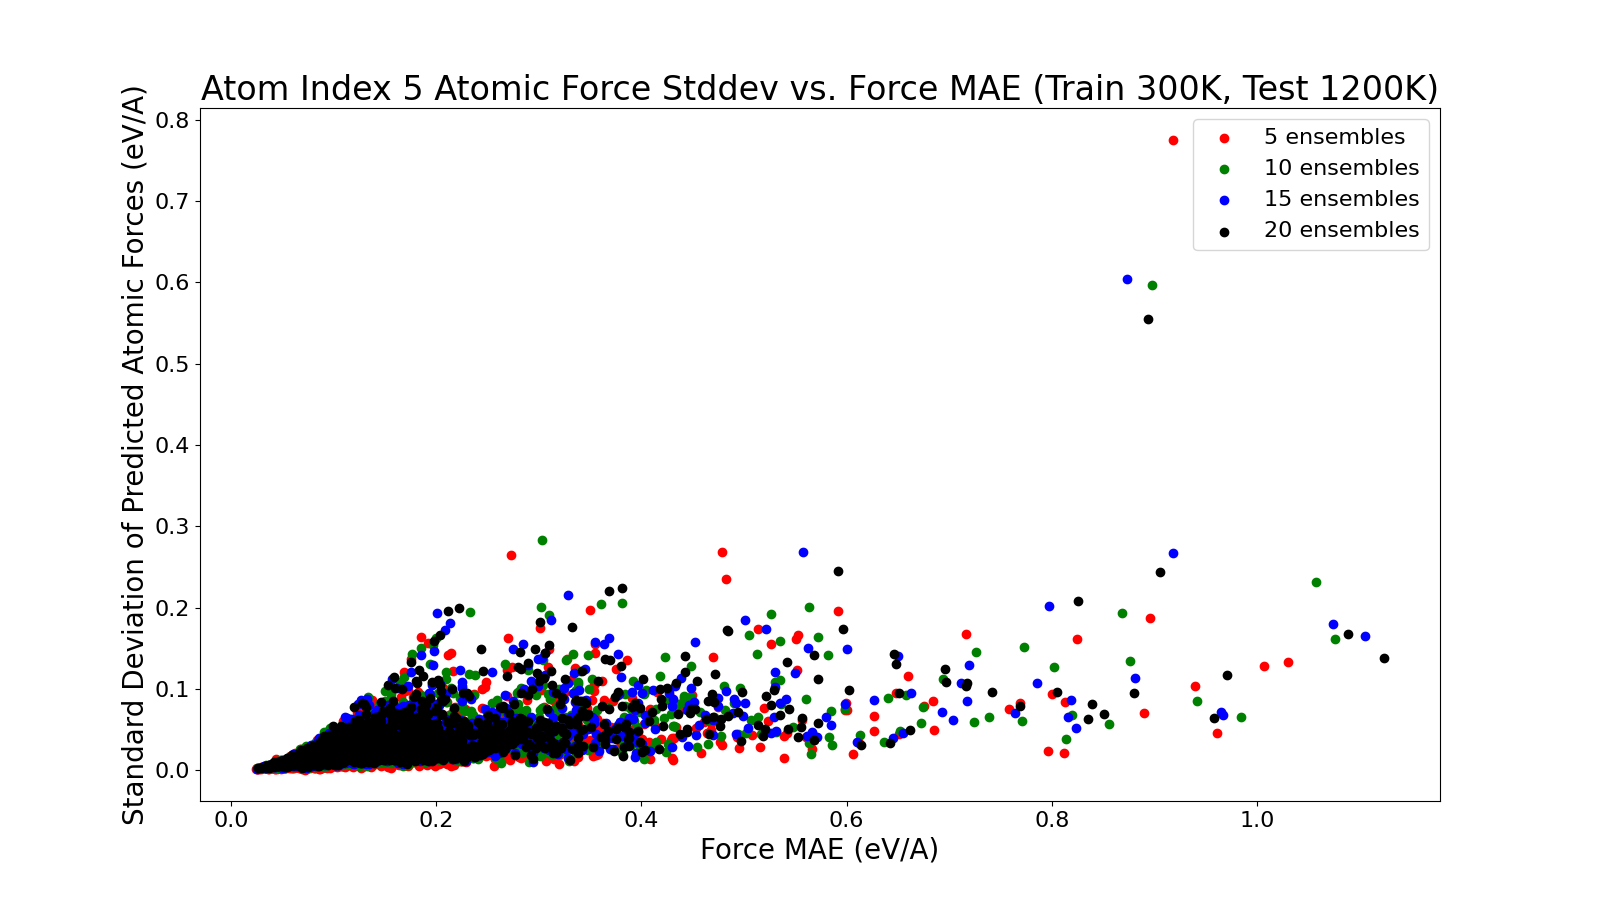 Atom Index 5 Atomic Force Stddev vs. Force MAE (Train 300K, Test 1200K)
Standard Deviation of Predicted Atomic Forces (eV/A)
0.8
0.7
0.6
0.5
0.4
0.3
0.2
0.1
0.0
5 ensembles
10 ensembles
15 ensembles
20 ensembles
0.0 0.2 0.4 0.6 0.8 1.0
Force MAE (eV/A)